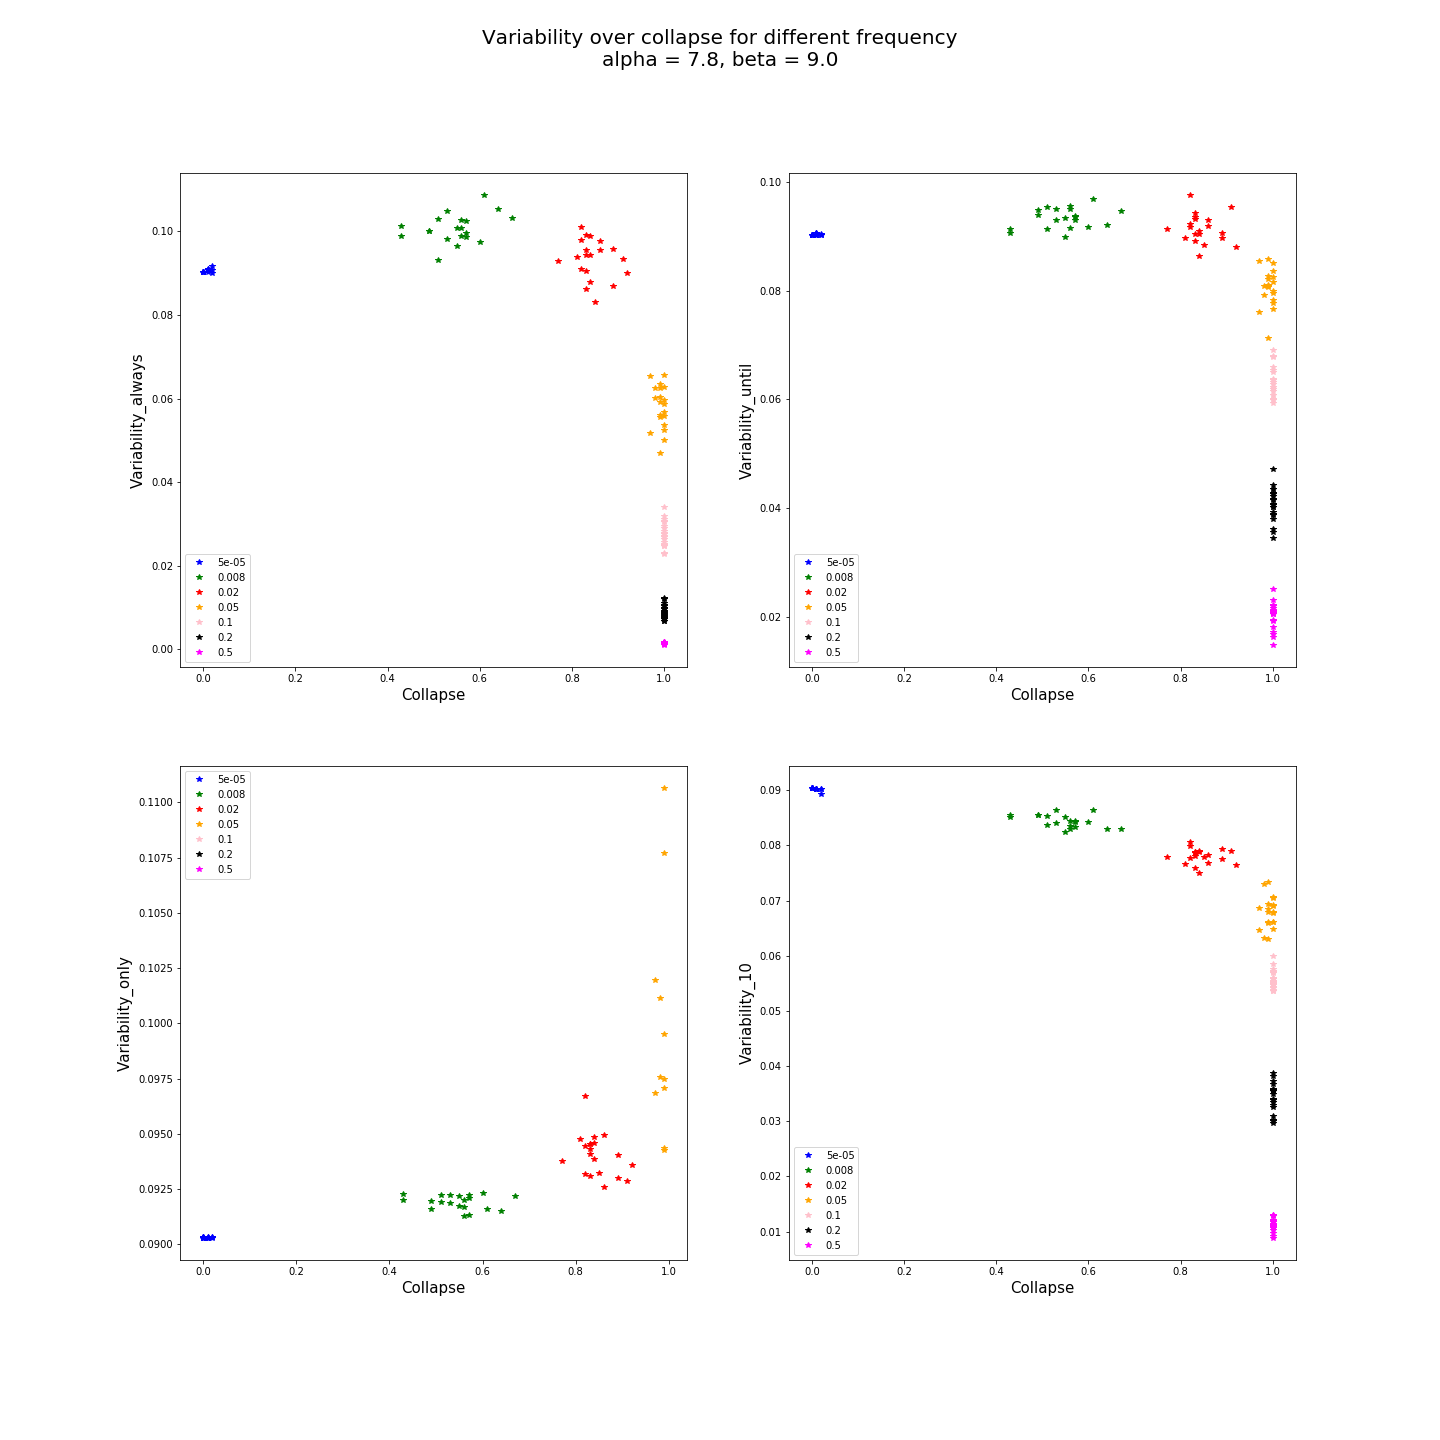 Variability over collapse for different frequency
alpha = 7.8, beta = 9.0
0.10
0.08
0.06
0.04
0.02
0.00
Variability_always
5e-05
0.008
0.02
0.05
0.1
0.2
0.5
0.0 0.2 0.4 0.6 0.8 1.0
Collapse
0.10
0.08
0.06
0.04
0.02
Variability_until
5e-05
0.008
0.02
0.05
0.1
0.2
0.5
0.0 0.2 0.4 0.6 0.8 1.0
Collapse
0.1100
0.1075
0.1050
0.1025
0.1000
0.0975
0.0950
0.0925
0.0900
Variability_only
5e-05
0.008
0.02
0.05
0.1
0.2
0.5
0.0 0.2 0.4 0.6 0.8 1.0
Collapse
0.09
0.08
0.07
0.06
0.05
0.04
0.03
0.02
0.01
Variability_10
5e-05
0.008
0.02
0.05
0.1
0.2
0.5
0.0 0.2 0.4 0.6 0.8 1.0
Collapse